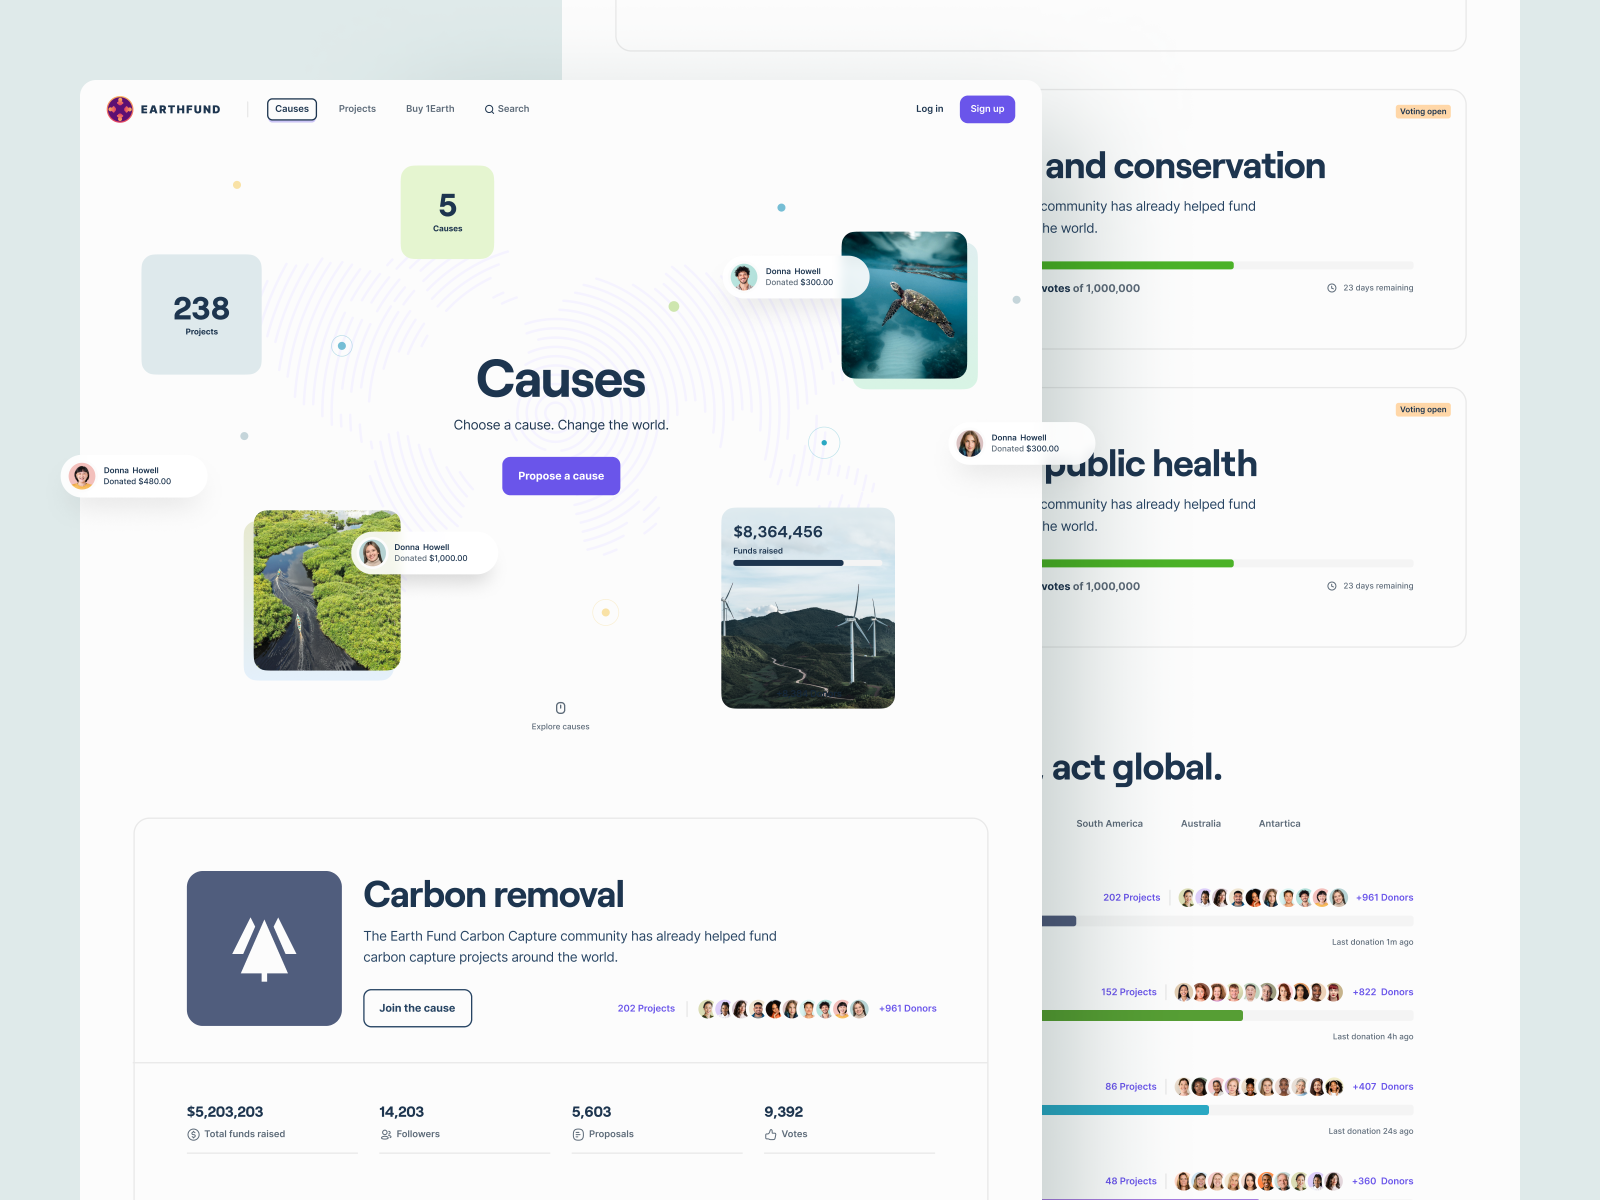 EARTHFUND
Causes
Projects
Buy 1Earth
Search
Log in
Sign up
5
Causes
238
Projects
Donna Howell
Donated $300.00
Causes
Choose a cause. Change the world.
Propose a cause
Donna Howell
Donated $480.00
Donna Howell
Donated $300.00
Donna Howell
Donated $1,000.00
$8,364,456
Funds raised
Explore causes
Carbon removal
The Earth Fund Carbon Capture community has already helped fund
carbon capture projects around the world.
Join the cause
202 Projects
+961 Donors
$5,203,203
Total funds raised
14,203
Followers
5,603
Proposals
9,392
Votes
Voting open
and conservation
community has already helped fund
he world.
votes of 1,000,000
23 days remaining
Voting open
public health
community has already helped fund
he world.
votes of 1,000,000
23 days remaining
, act global.
South America
Australia
Antartica
202 Projects
+961 Donors
Last donation 1m ago
152 Projects
+822 Donors
Last donation 4h ago
86 Projects
+407 Donors
Last donation 24s ago
48 Projects
+360 Donors